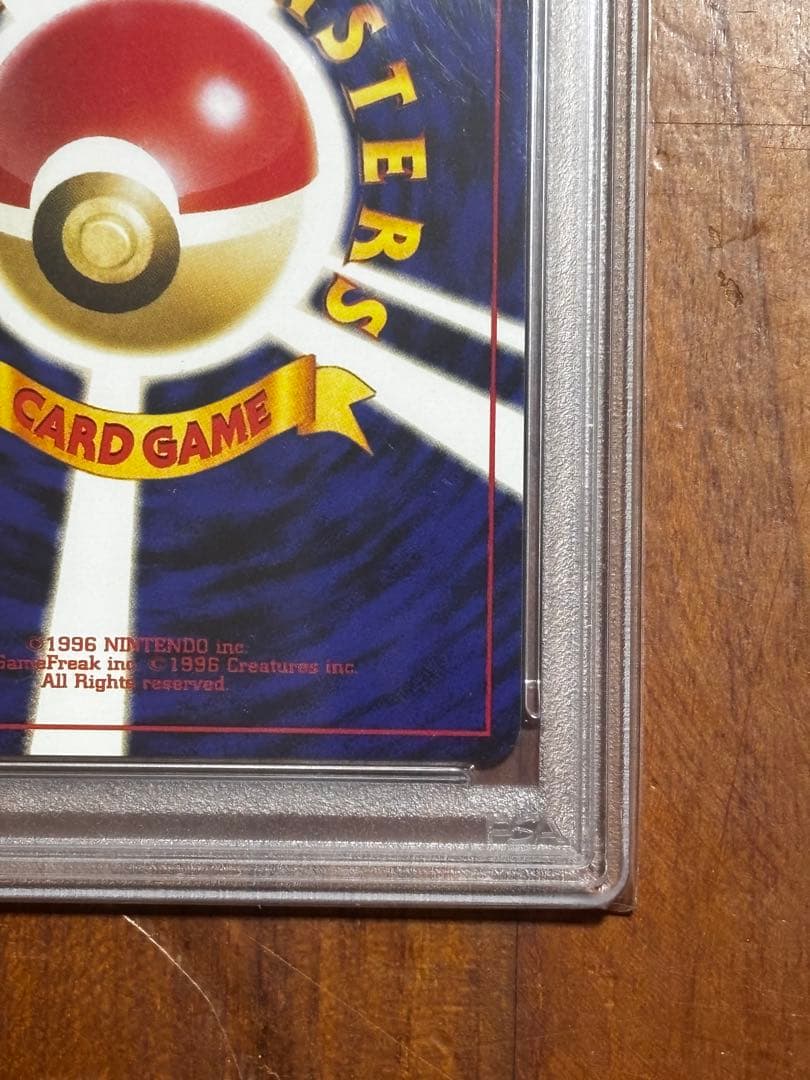 STERS
CARD GAME
©1996 NINTENDO inc.
GameFreak inc ©1996 Creatures inc.
All Rights reserved.
PSA